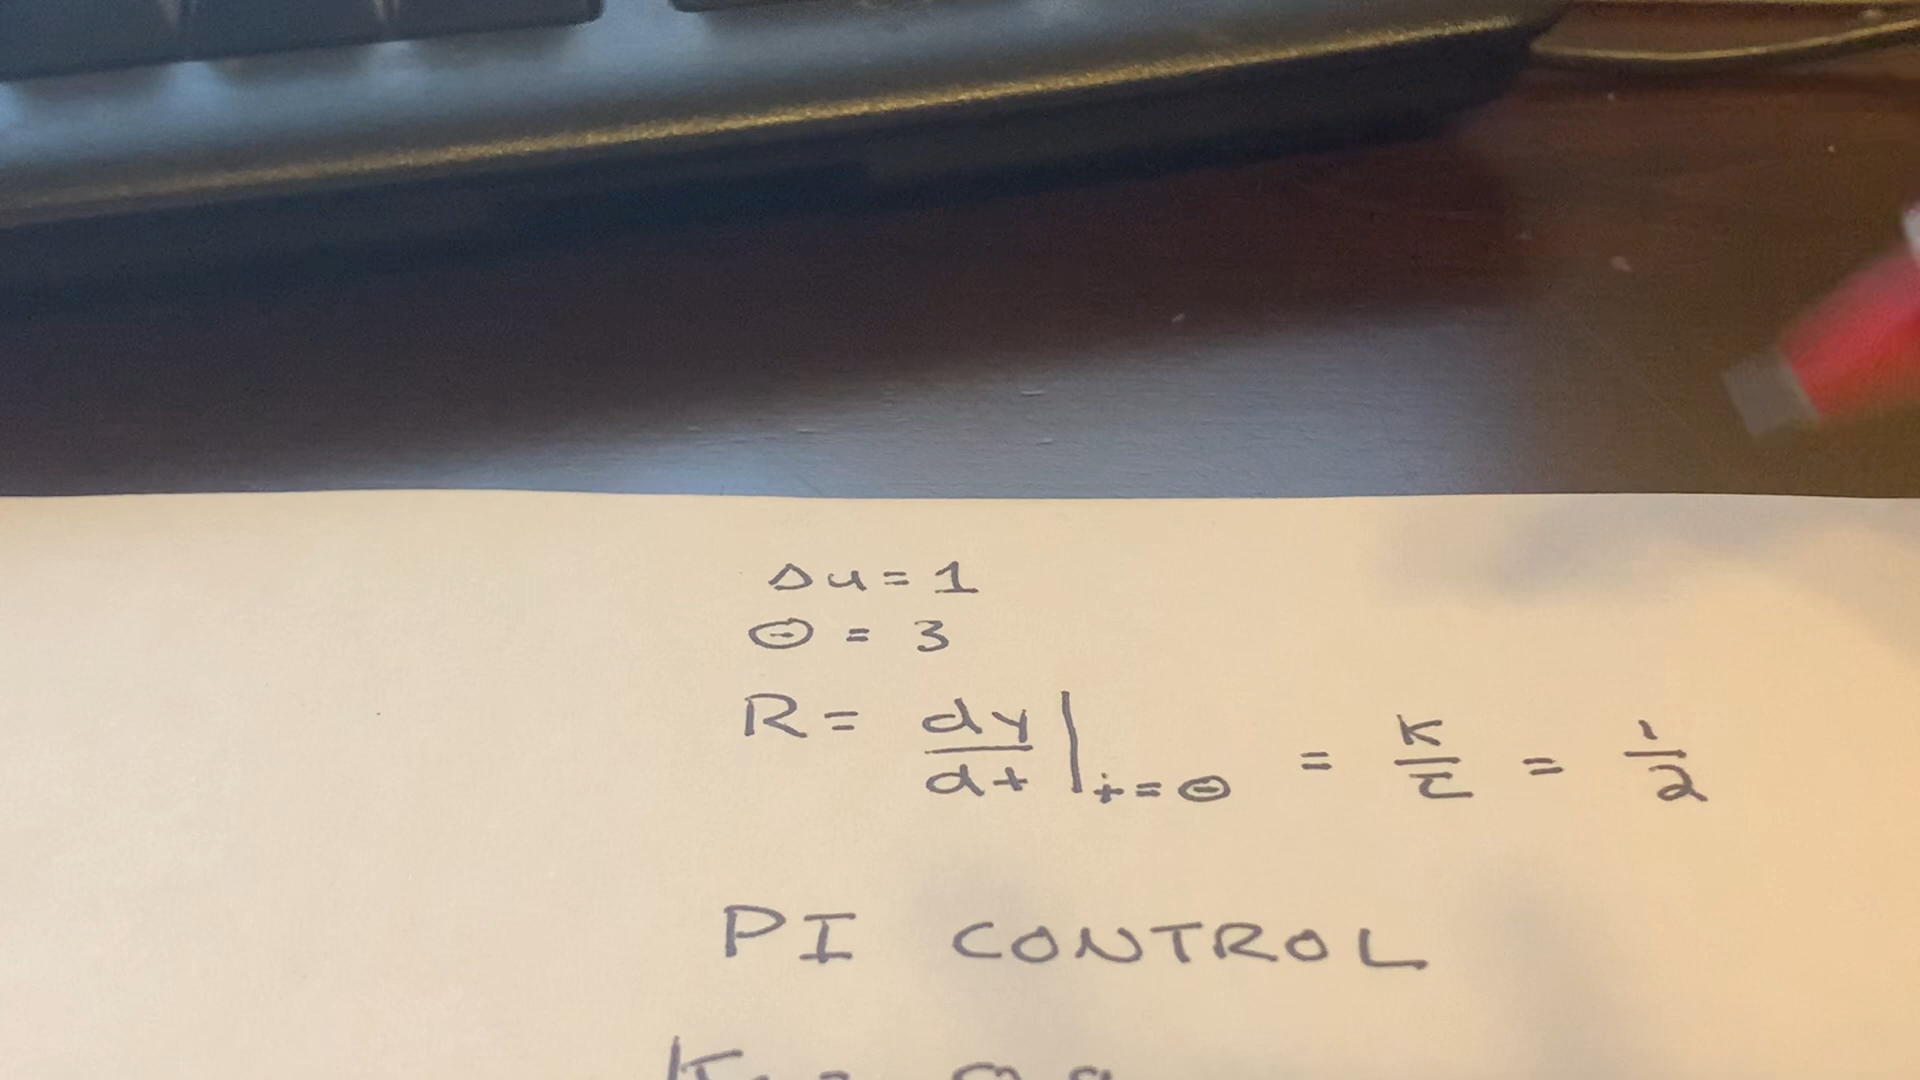 Δu = 1
Θ = 3
R = dy/dt |t=Θ = K/τ = 1/2
PI CONTROL